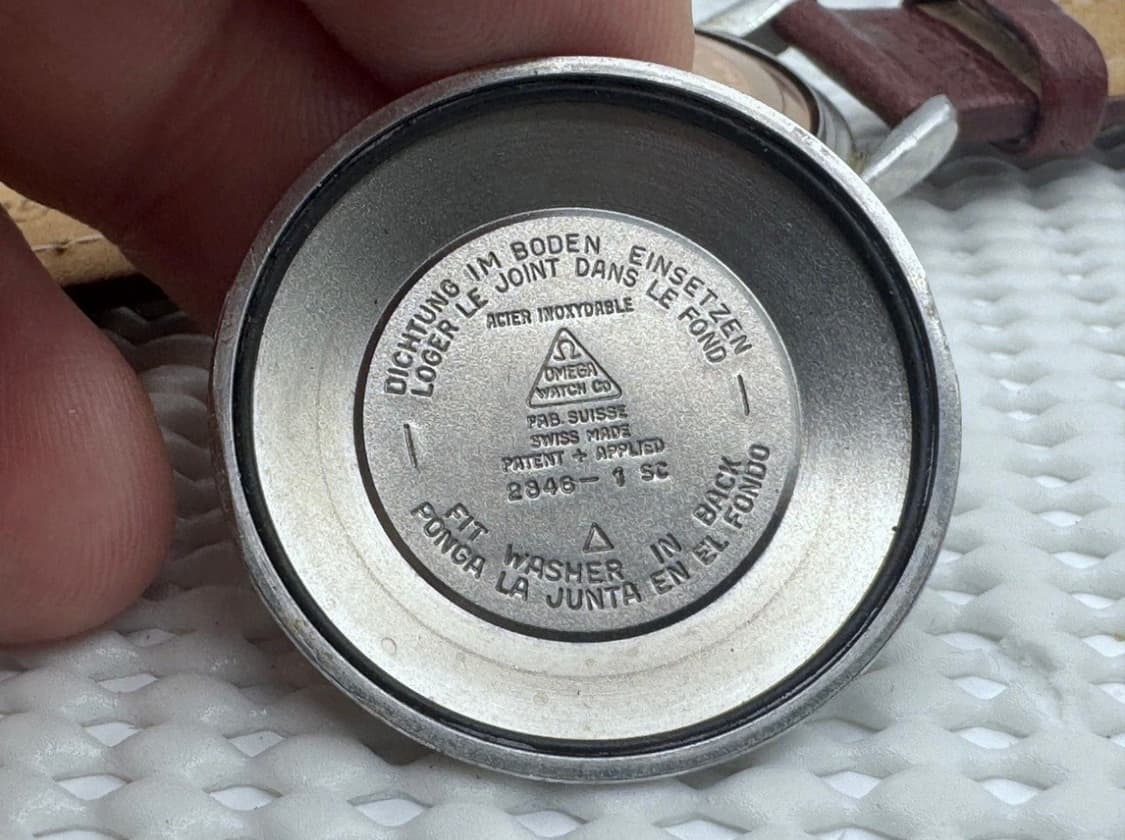 DICHTUNG IM BODEN EINSETZEN
LOGER LE JOINT DANS LE FOND
ACIER INOXYDABLE
Ω
OMEGA
WATCH Co
FAB. SUISSE
SWISS MADE
PATENT + APPLIED
2846- 1 SC
FIT WASHER IN BACK
PONGA LA JUNTA EN EL FONDO